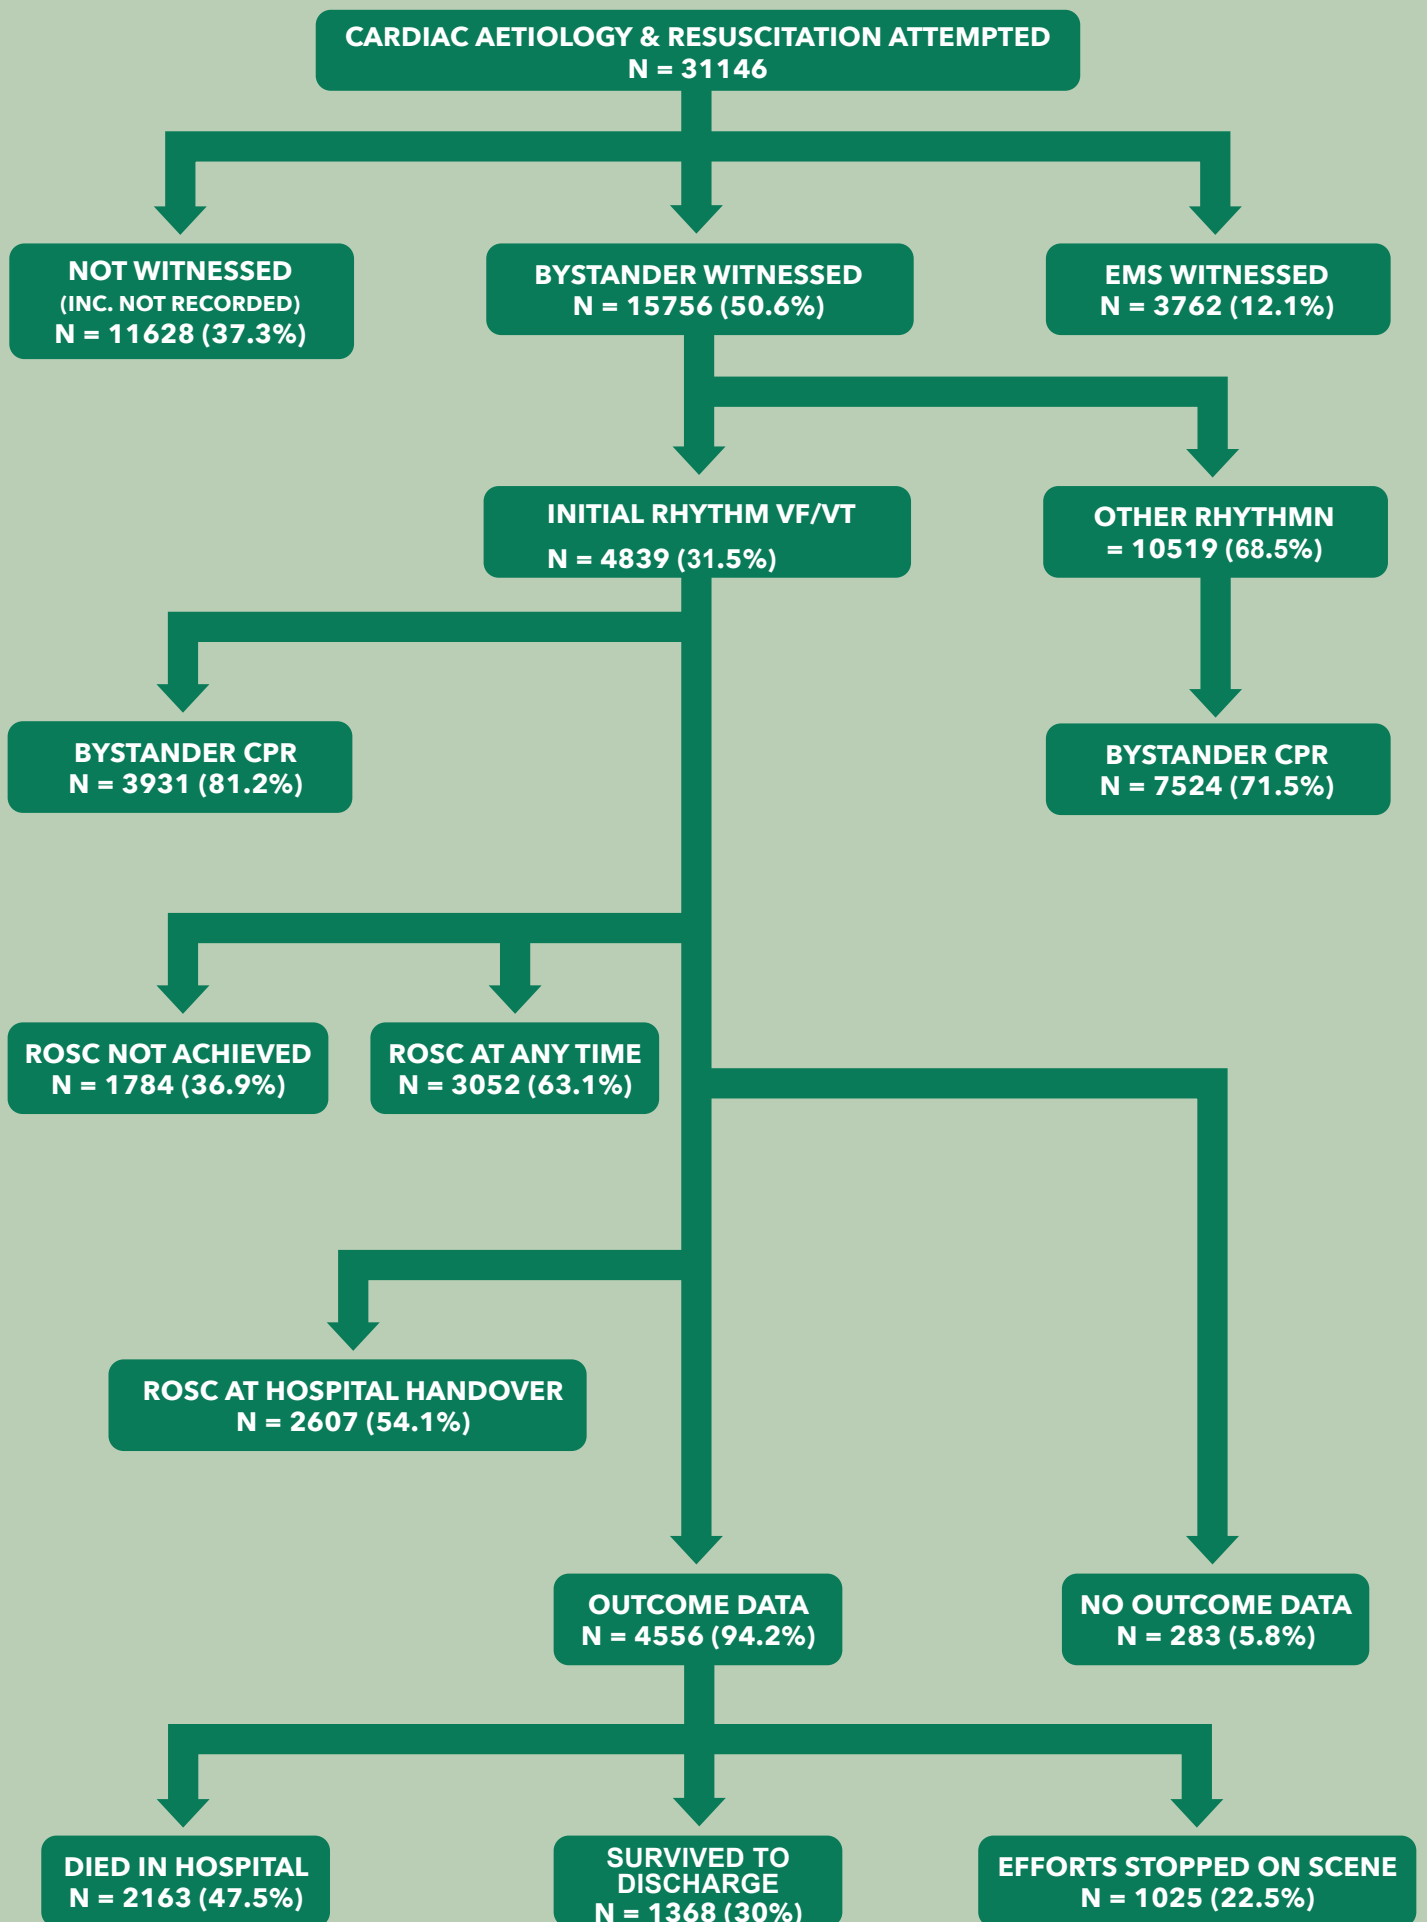 CARDIAC AETIOLOGY & RESUSCITATION ATTEMPTED
N = 31146
NOT WITNESSED
(INC. NOT RECORDED)
N = 11628 (37.3%)
BYSTANDER WITNESSED
N = 15756 (50.6%)
EMS WITNESSED
N = 3762 (12.1%)
INITIAL RHYTHM VF/VT
N = 4839 (31.5%)
OTHER RHYTHMN
= 10519 (68.5%)
BYSTANDER CPR
N = 3931 (81.2%)
BYSTANDER CPR
N = 7524 (71.5%)
ROSC NOT ACHIEVED
N = 1784 (36.9%)
ROSC AT ANY TIME
N = 3052 (63.1%)
ROSC AT HOSPITAL HANDOVER
N = 2607 (54.1%)
OUTCOME DATA
N = 4556 (94.2%)
NO OUTCOME DATA
N = 283 (5.8%)
DIED IN HOSPITAL
N = 2163 (47.5%)
SURVIVED TO
DISCHARGE
N = 1368 (30%)
EFFORTS STOPPED ON SCENE
N = 1025 (22.5%)